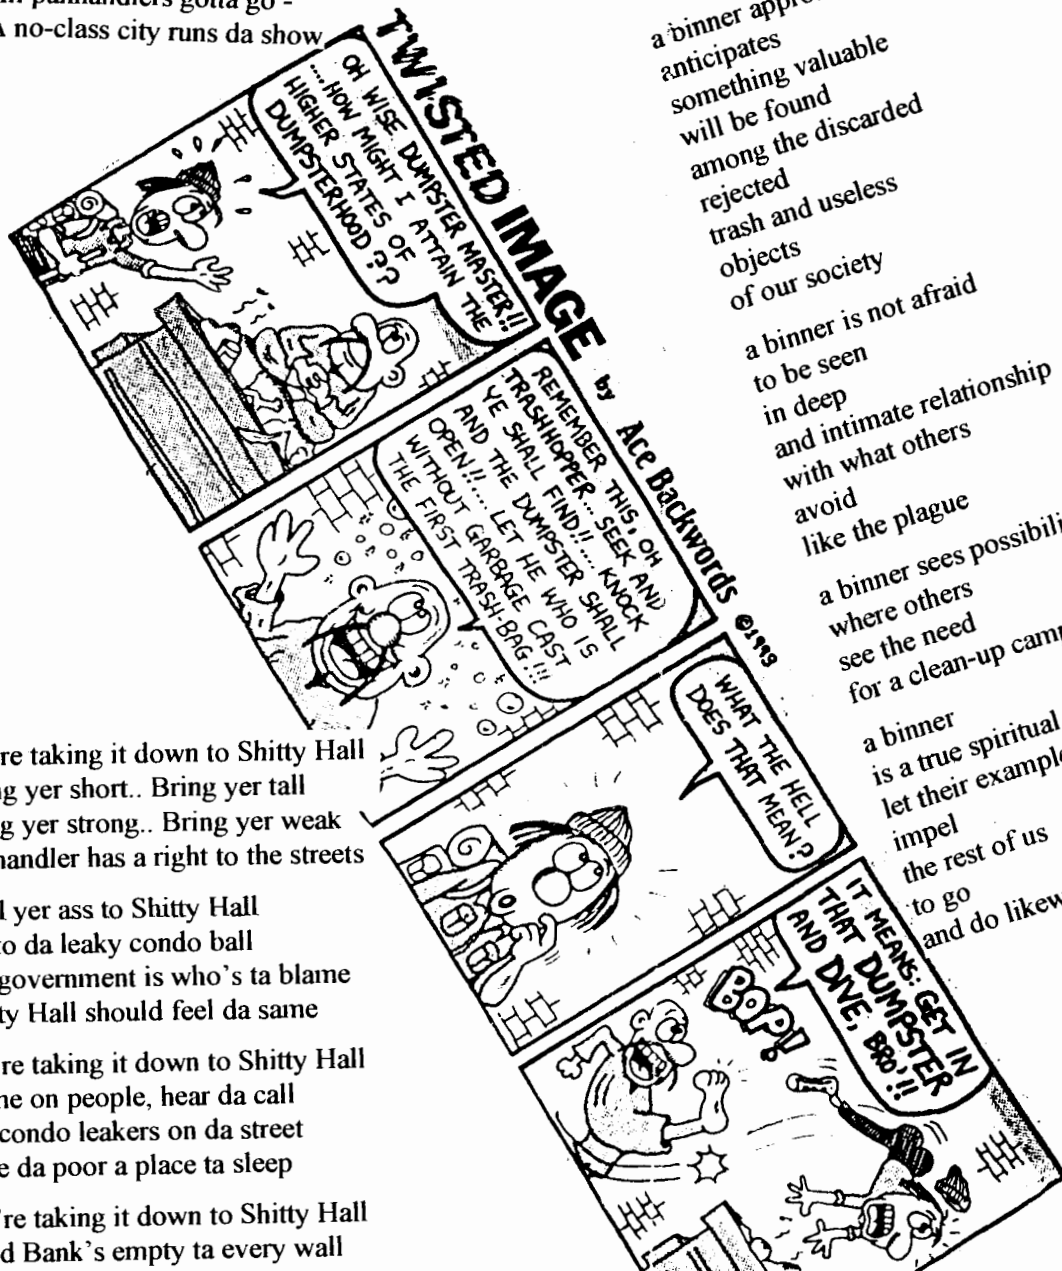 panhandlers gotta go -
A no-class city runs da show
TWISTED IMAGE by Ace Backwords ©1993
OH WISE DUMPSTER MASTER!!
....HOW MIGHT I ATTAIN THE
HIGHER STATES OF
DUMPSTERHOOD??
REMEMBER THIS, OH
TRASHHOPPER.... SEEK AND
YE SHALL FIND!!... KNOCK
AND THE DUMPSTER SHALL
OPEN!!... LET HE WHO IS
WITHOUT GARBAGE CAST
THE FIRST TRASH-BAG!!!
WHAT THE HELL
DOES THAT MEAN?
IT MEANS: GET IN
THAT DUMPSTER
AND DIVE, BRO'!!
BOP!
re taking it down to Shitty Hall
g yer short.. Bring yer tall
g yer strong.. Bring yer weak
handler has a right to the streets
l yer ass to Shitty Hall
to da leaky condo ball
government is who's ta blame
ty Hall should feel da same
re taking it down to Shitty Hall
ne on people, hear da call
condo leakers on da street
e da poor a place ta sleep
're taking it down to Shitty Hall
d Bank's empty ta every wall
a binner
anticipates
something valuable
will be found
among the discarded
rejected
trash and useless
objects
of our society
a binner is not afraid
to be seen
in deep
and intimate relationship
with what others
avoid
like the plague
a binner sees possibili
where others
see the need
for a clean-up cam
a binner
is a true spiritual
let their example
impel
the rest of us
to go
and do likew